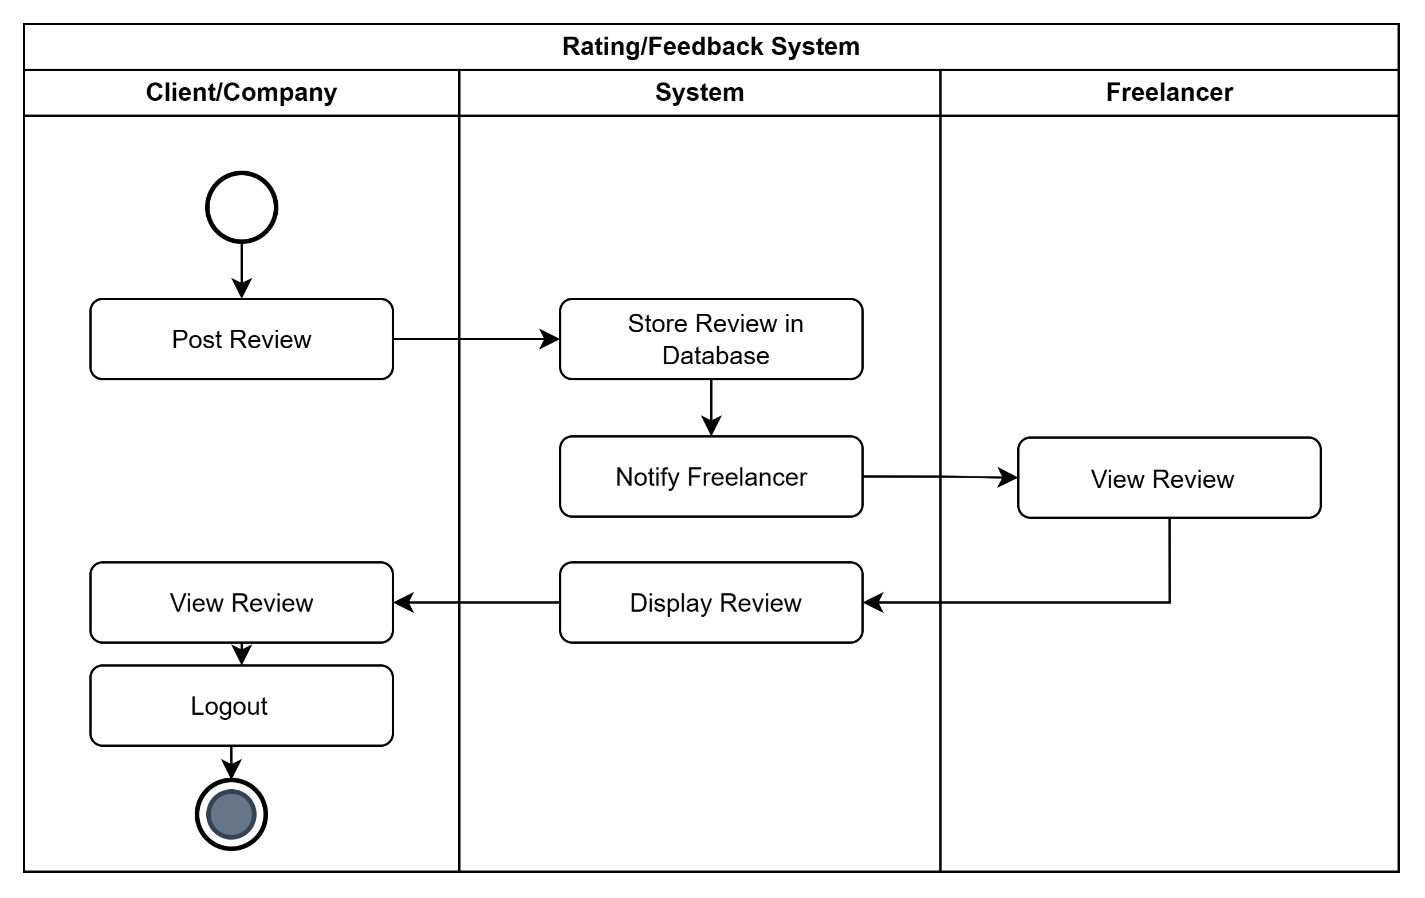 Rating/Feedback System
Client/Company
System
Freelancer
Post Review
Store Review in
Database
Notify Freelancer
View Review
View Review
Display Review
Logout